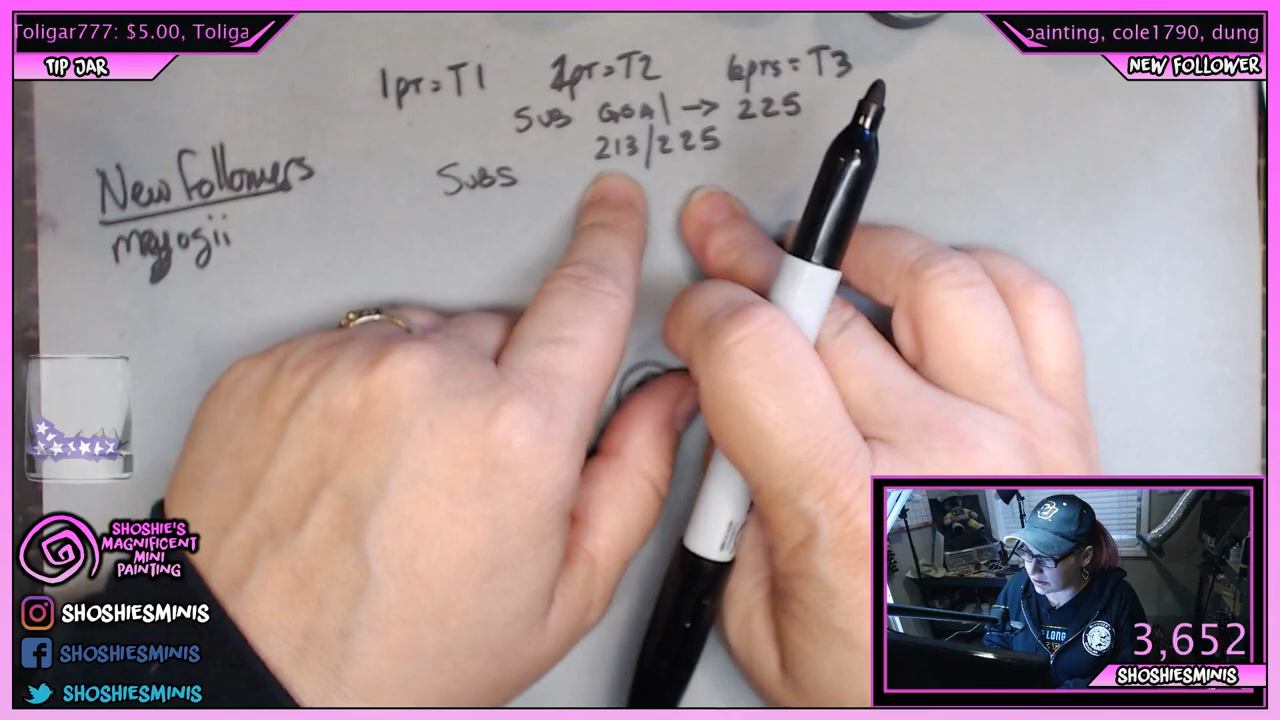 Toligar777: $5.00, Toliga
TIP JAR
painting, cole1790, dung
NEW FOLLOWER
1pt=T1 2pt=T2 6pts=T3
SUB GOAL → 225
213/225
SUBS
New Followers
mayogii
SHOSHIE'S
MAGNIFICENT
MINI
PAINTING
SHOSHIESMINIS
SHOSHIESMINIS
SHOSHIESMINIS
LONG
3,652
SHOSHIESMINIS